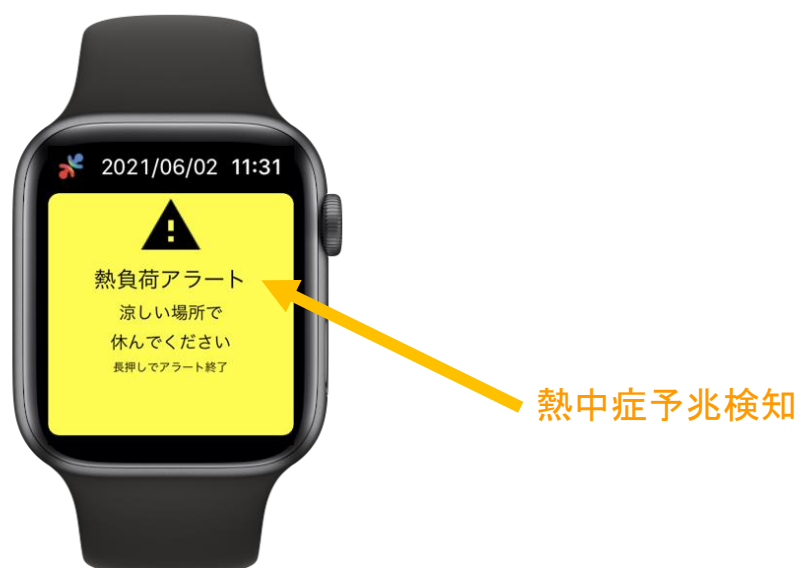 2021/06/02 11:31
熱負荷アラート
涼しい場所で
休んでください
長押しでアラート終了
熱中症予兆検知